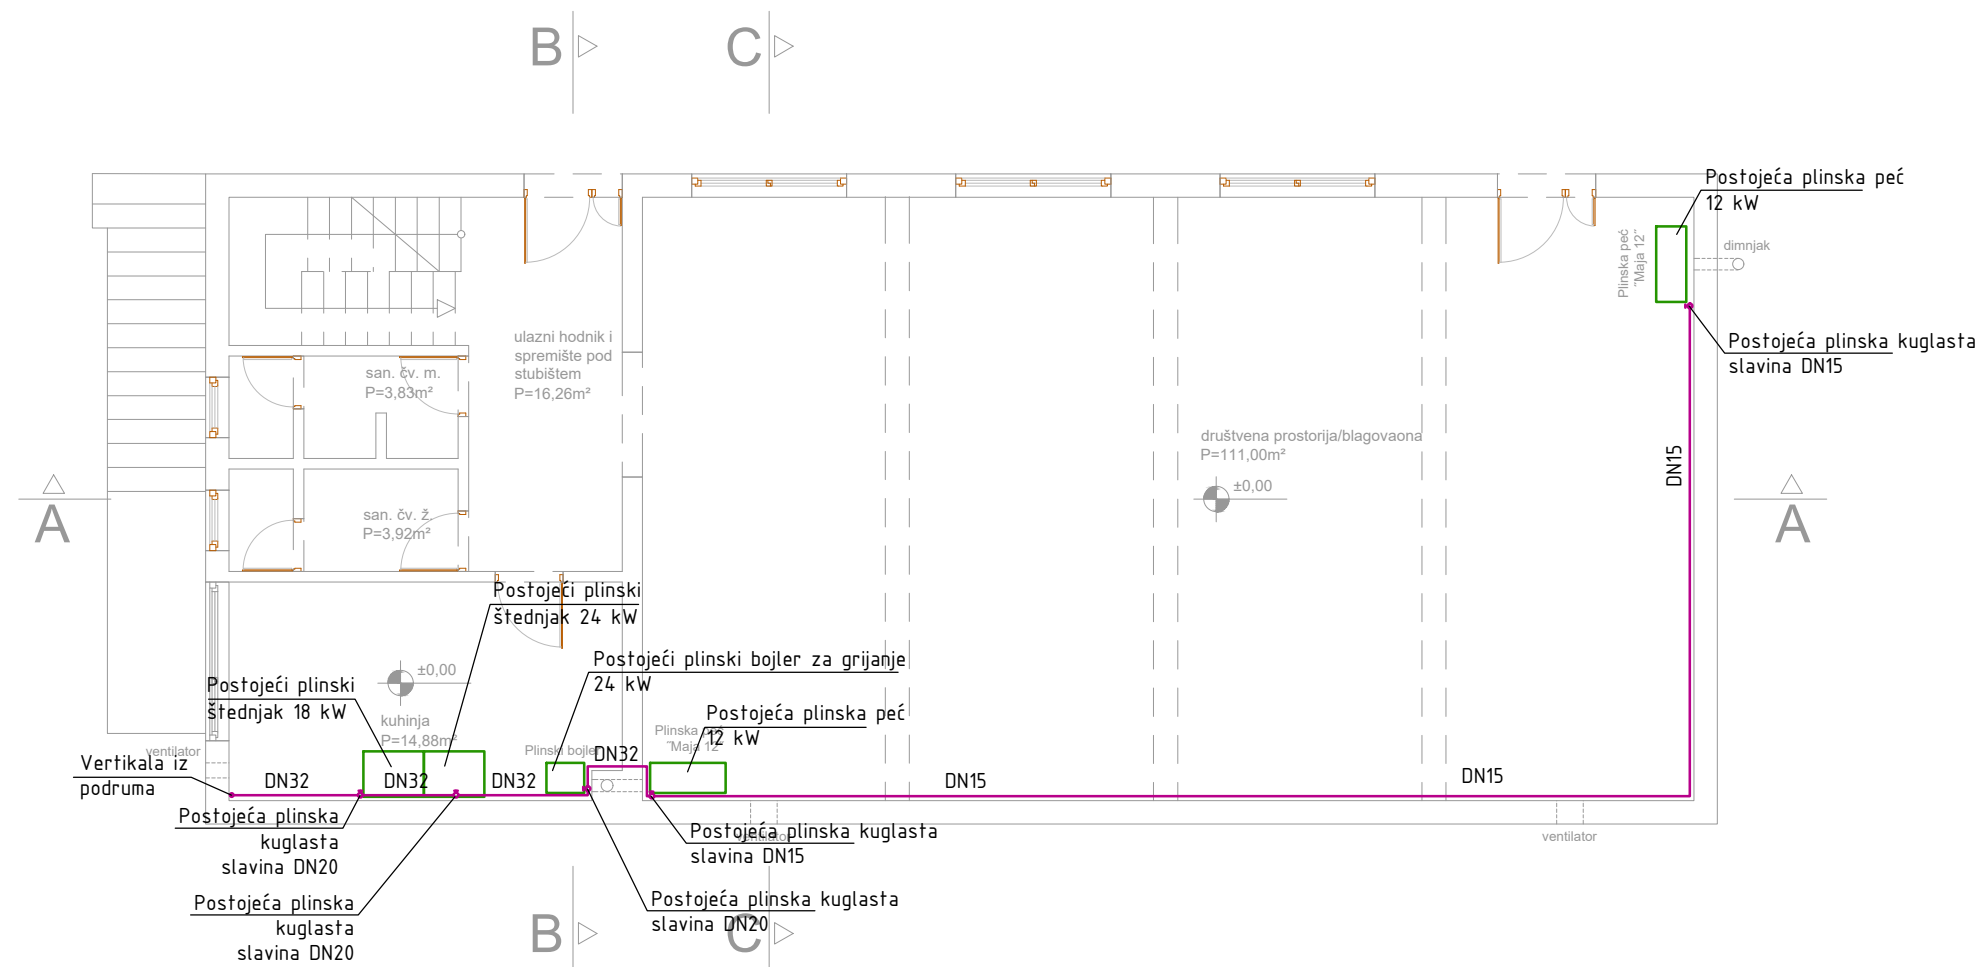 B
C
Postojeća plinska peć
12 kW
Plinska peć
"Maja 12"
dimnjak
Postojeća plinska kuglasta
slavina DN15
ulazni hodnik i
spremište pod
stubištem
P=16,26m²
san. čv. m.
P=3,83m²
društvena prostorija/blagovaona
P=111,00m²
±0,00
DN15
A
A
san. čv. ž.
P=3,92m²
Postojeći plinski
štednjak 24 kW
Postojeći plinski bojler za grijanje
24 kW
±0,00
Postojeći plinski
štednjak 18 kW
kuhinja
P=14,88m²
Postojeća plinska peć
12 kW
Plinska peć
"Maja 12"
Plinski bojler
ventilator
Vertikala iz
podruma
DN32
DN32
DN32
DN32
DN15
DN15
Postojeća plinska
kuglasta
slavina DN20
Postojeća plinska kuglasta
slavina DN15
ventilator
ventilator
Postojeća plinska
kuglasta
slavina DN20
Postojeća plinska kuglasta
slavina DN20
B
C